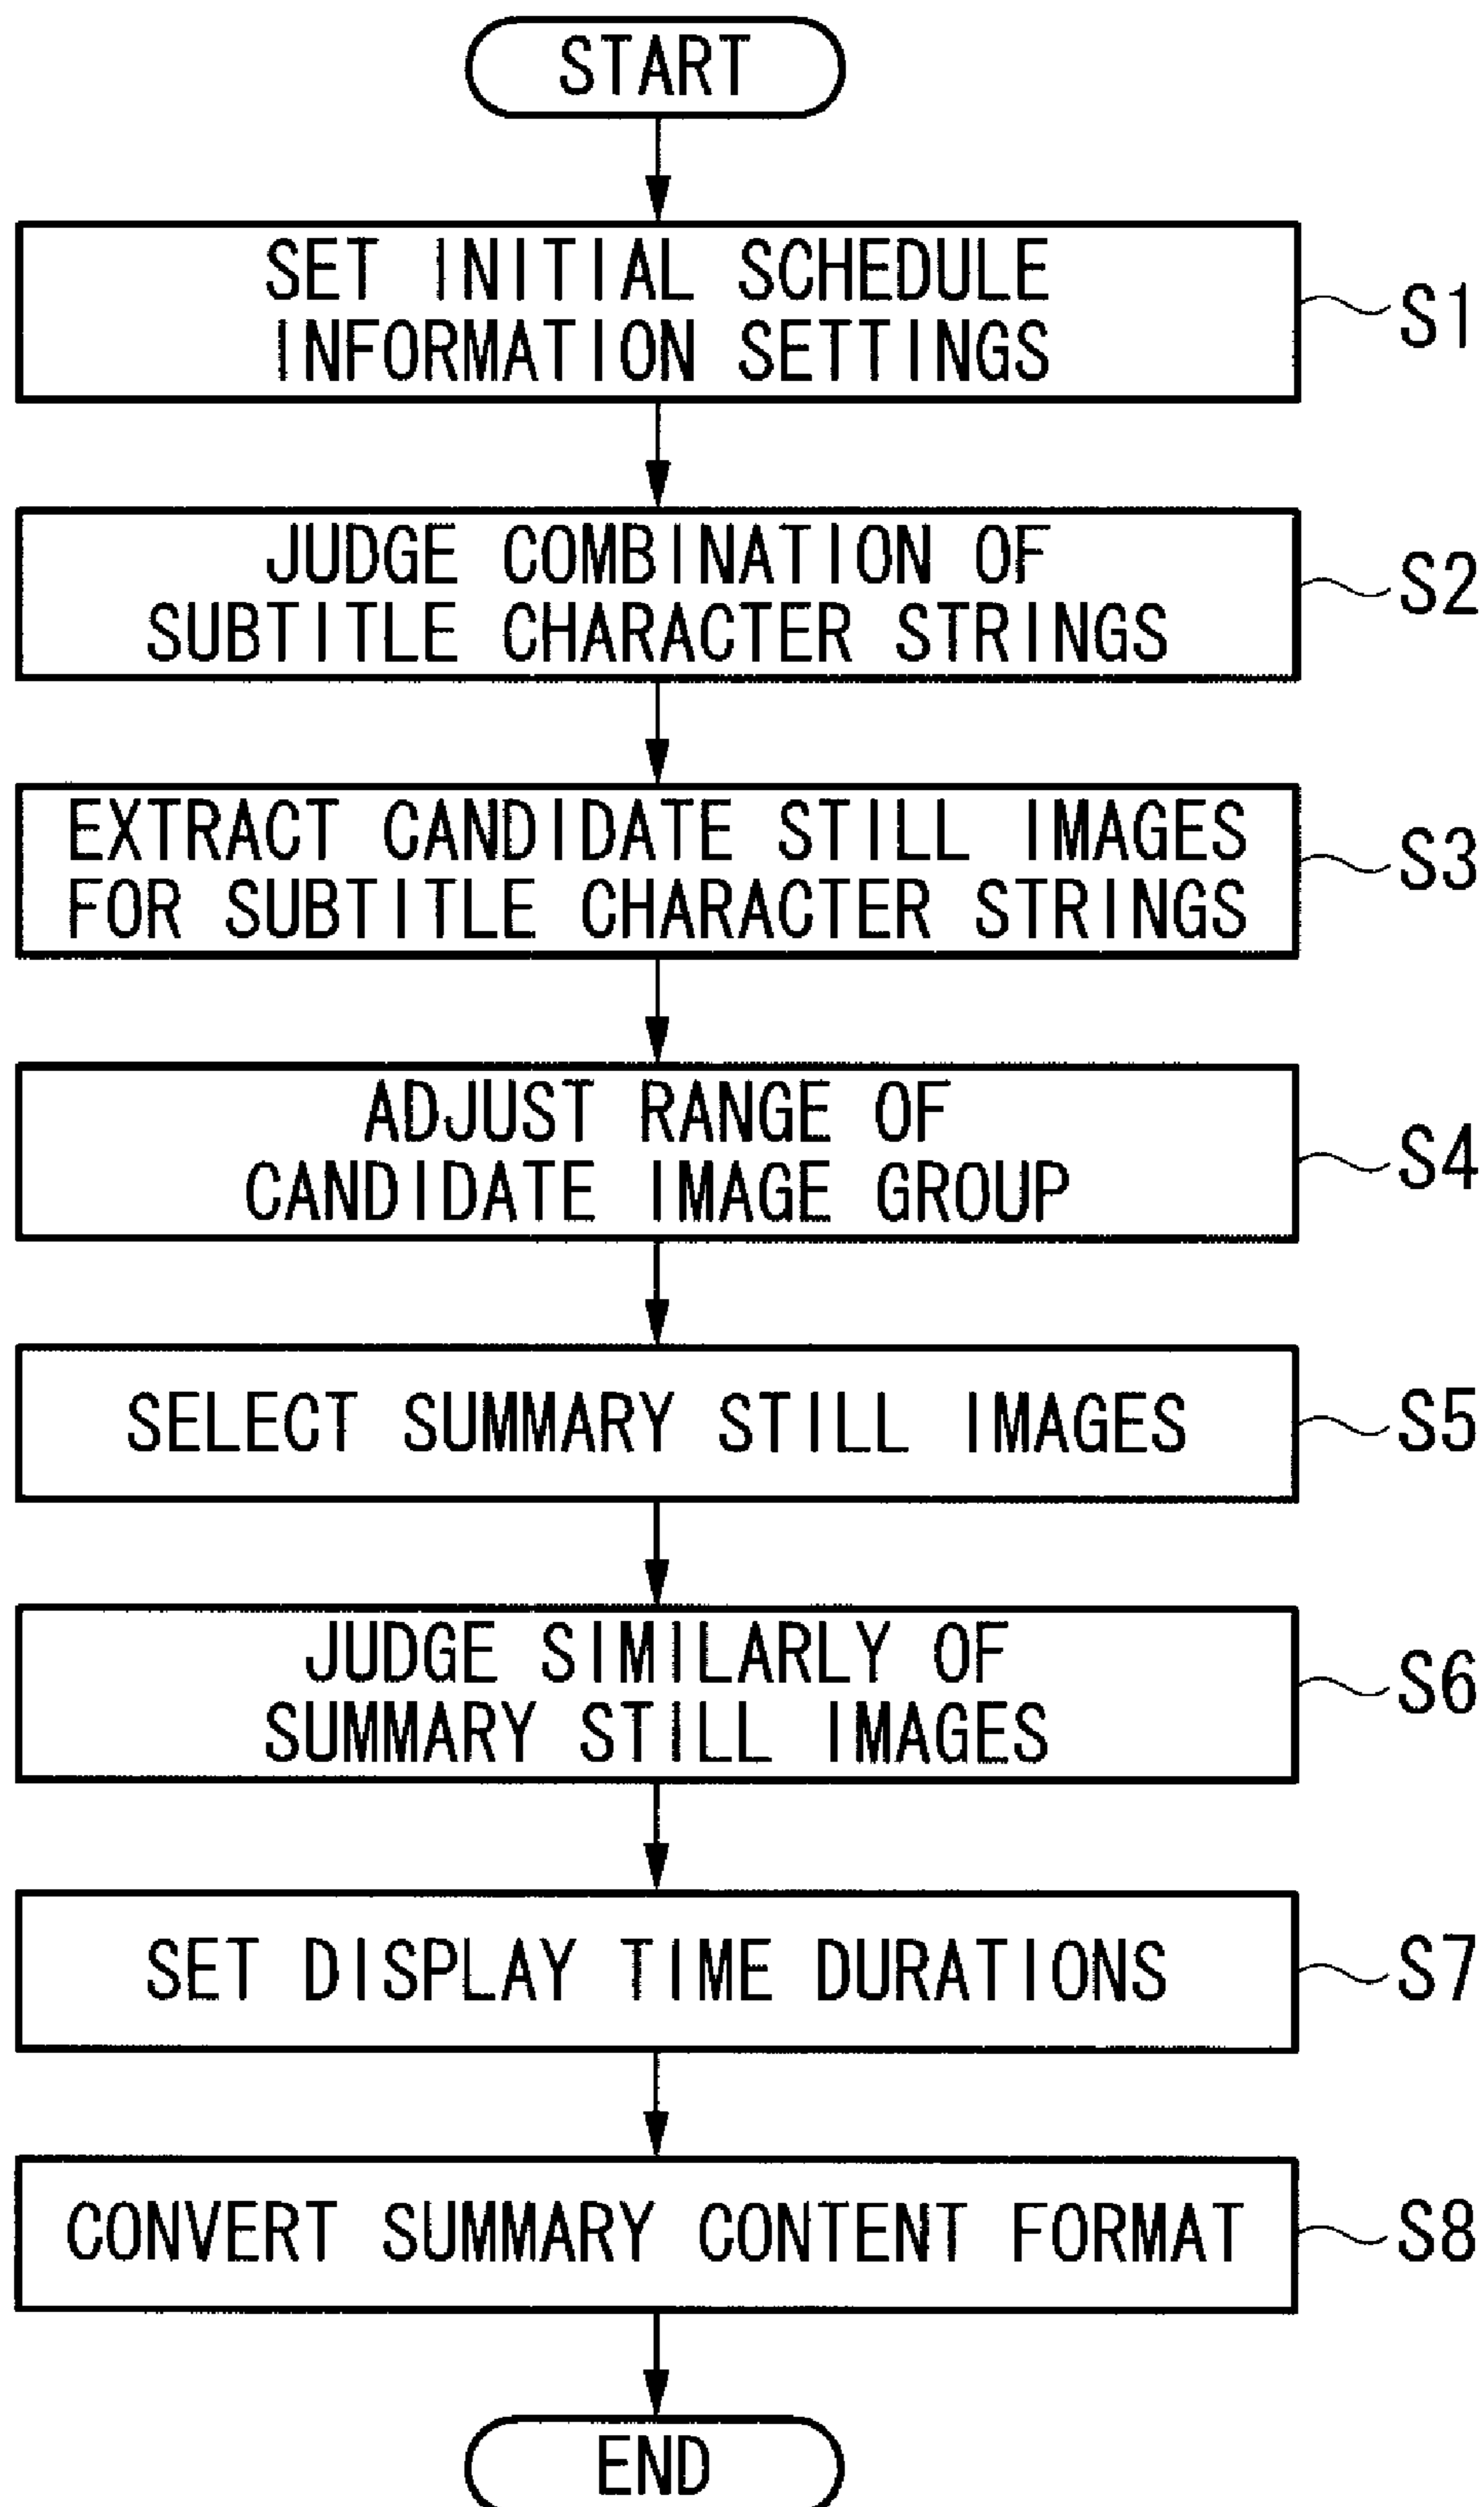 START
SET INITIAL SCHEDULE
INFORMATION SETTINGS
S1
JUDGE COMBINATION OF
SUBTITLE CHARACTER STRINGS
S2
EXTRACT CANDIDATE STILL IMAGES
FOR SUBTITLE CHARACTER STRINGS
S3
ADJUST RANGE OF
CANDIDATE IMAGE GROUP
S4
SELECT SUMMARY STILL IMAGES
S5
JUDGE SIMILARLY OF
SUMMARY STILL IMAGES
S6
SET DISPLAY TIME DURATIONS
S7
CONVERT SUMMARY CONTENT FORMAT
S8
END